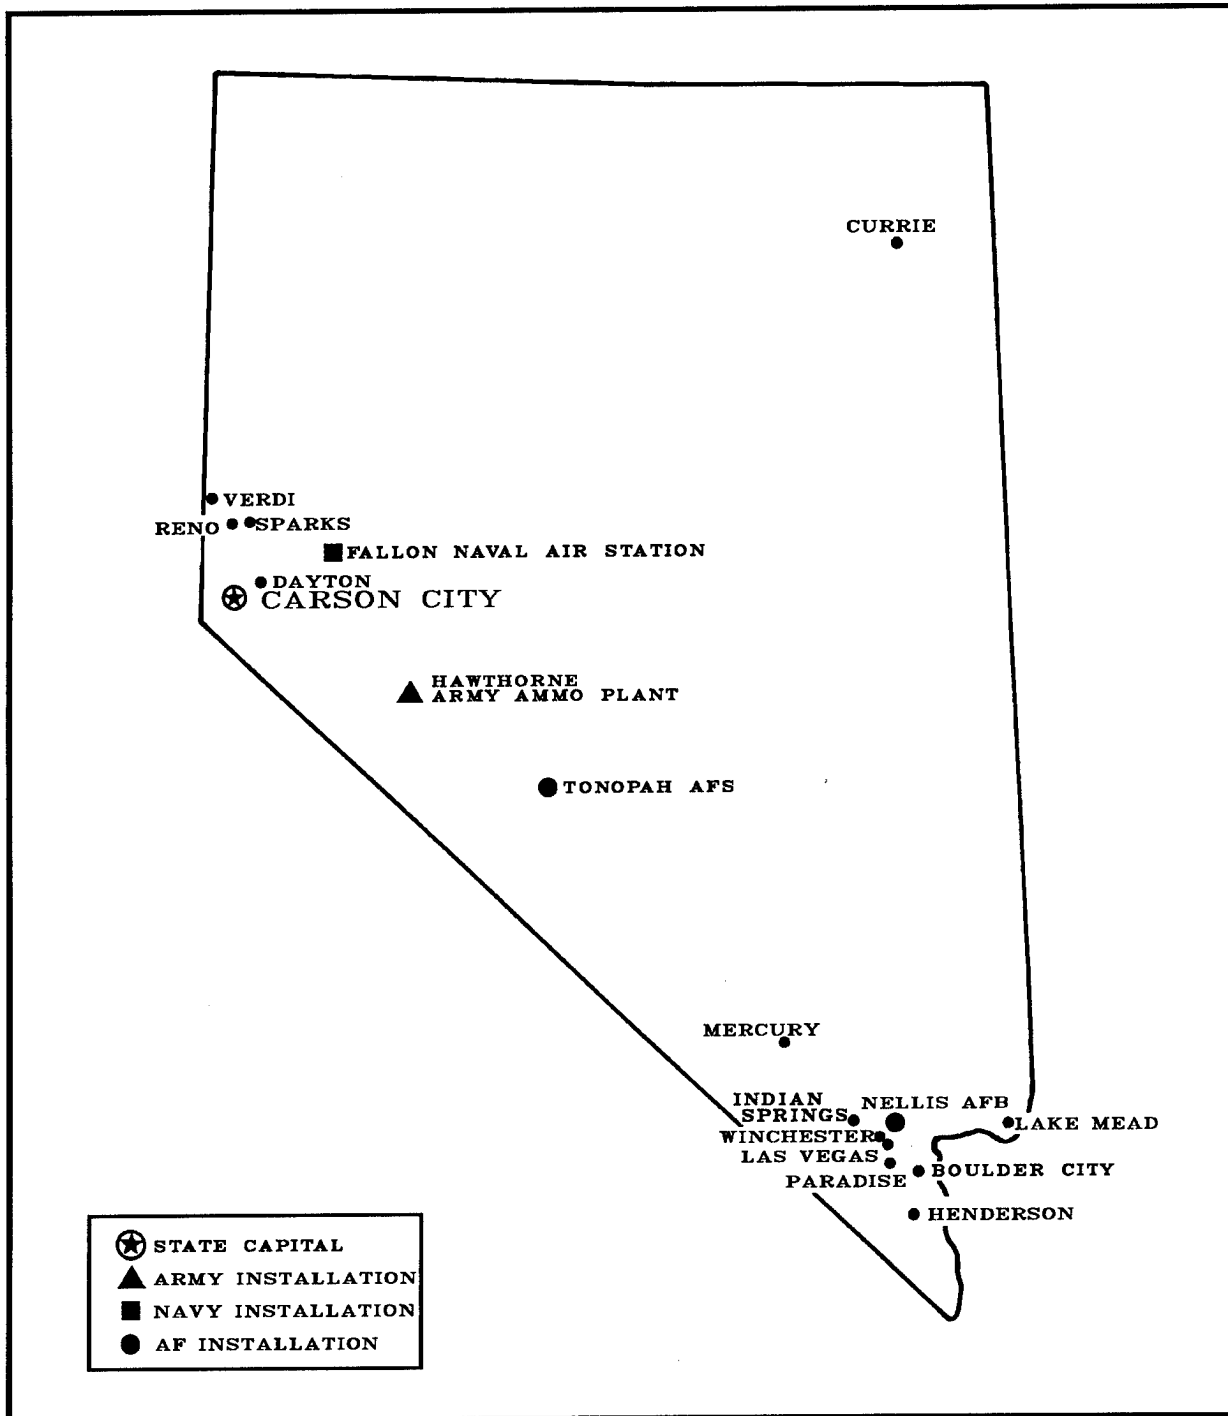 CURRIE
VERDI
RENO
SPARKS
FALLON NAVAL AIR STATION
DAYTON
CARSON CITY
HAWTHORNE
ARMY AMMO PLANT
TONOPAH AFS
MERCURY
INDIAN
SPRINGS
NELLIS AFB
LAKE MEAD
WINCHESTER
LAS VEGAS
BOULDER CITY
PARADISE
HENDERSON
STATE CAPITAL
ARMY INSTALLATION
NAVY INSTALLATION
AF INSTALLATION